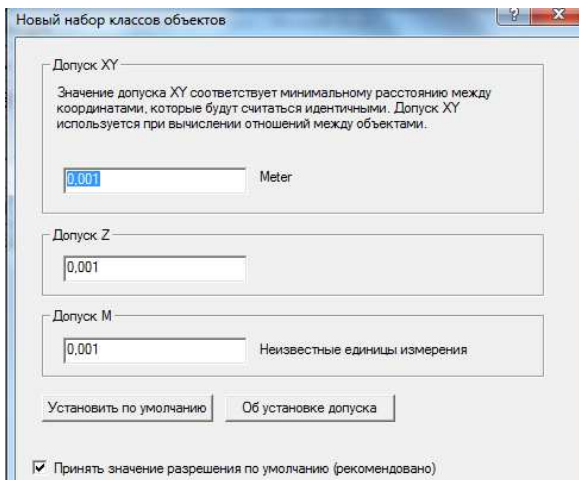 Новый набор классов объектов
?
Допуск XY
Значение допуска XY соответствует минимальному расстоянию между
координатами, которые будут считаться идентичными. Допуск XY
используется при вычислении отношений между объектами.
0,001 Meter
Допуск Z
0,001
Допуск M
0,001 Неизвестные единицы измерения
Установить по умолчанию Об установке допуска
Принять значение разрешения по умолчанию (рекомендовано)